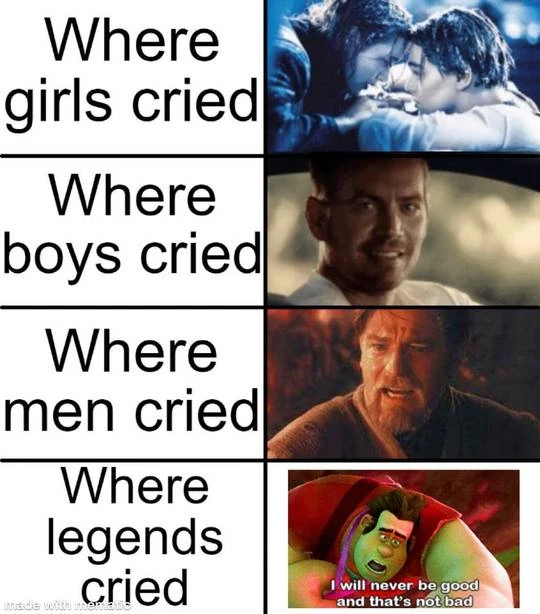 Where
girls cried
Where
boys cried
Where
men cried
Where
legends
cried
I will never be good
and that's not bad
made with mematic